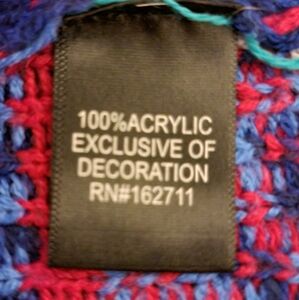 100%ACRYLIC
EXCLUSIVE OF
DECORATION
RN#162711